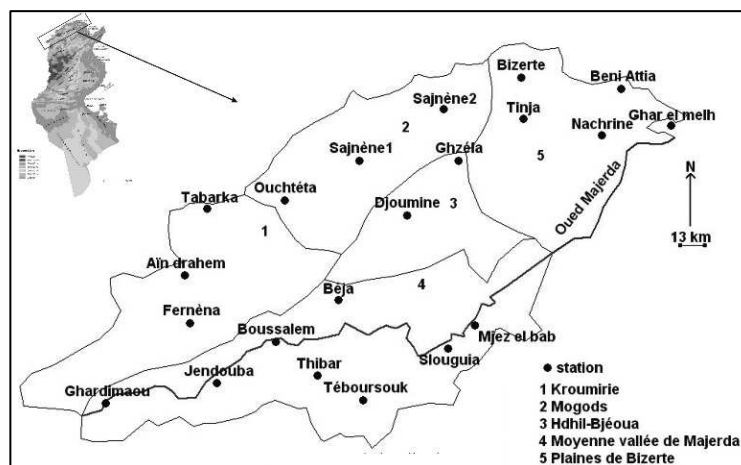 Bizerte
Beni Attia
Sajnène2
Tinja
Ghar el melh
2
Nachrine
Sajnène1
Ghzéla
5
Oued Majerda
N
Ouchtéta
Tabarka
Djoumine
3
1
13 km
Aïn drahem
Béja
4
Fernèna
Boussalem
Mjez el bab
Slouguia
Jendouba
Thibar
Téboursouk
Ghardimaou
station
1 Kroumirie
2 Mogods
3 Hdhil-Bjéoua
4 Moyenne vallée de Majerda
5 Plaines de Bizerte